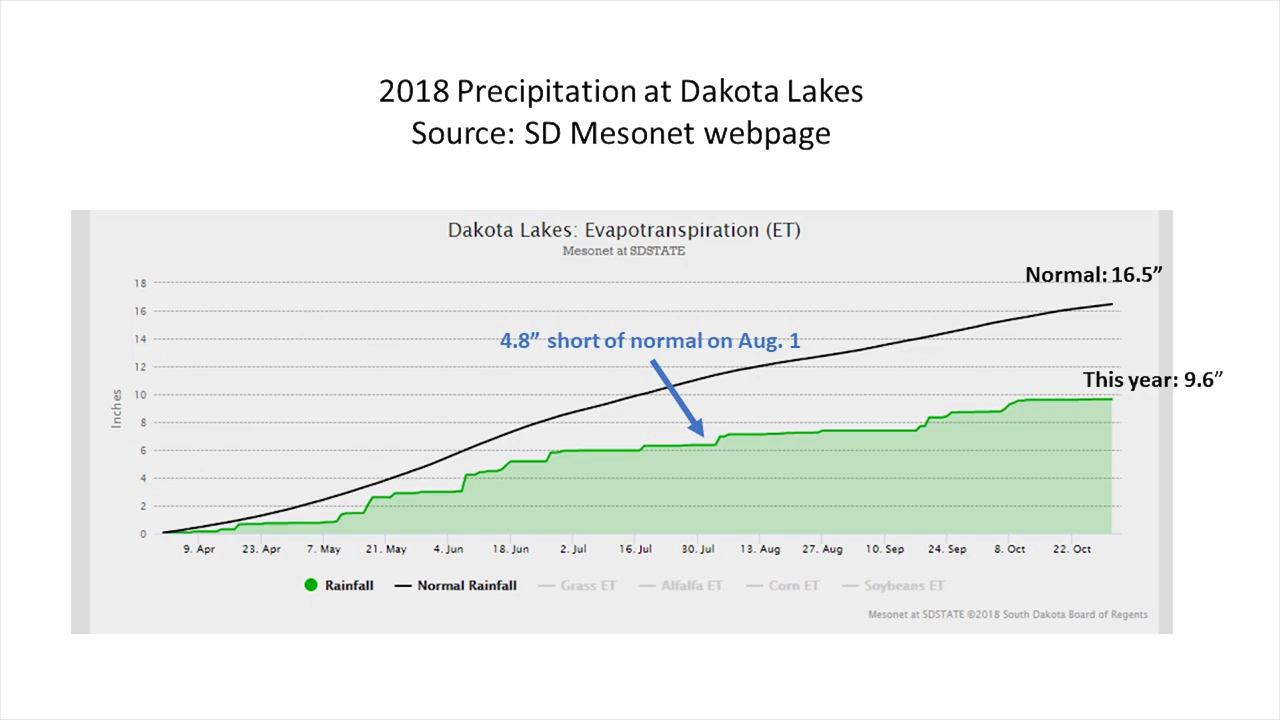 2018 Precipitation at Dakota Lakes
Source: SD Mesonet webpage
Dakota Lakes: Evapotranspiration (ET)
Mesonet at SDSTATE
Normal: 16.5”
4.8” short of normal on Aug. 1
This year: 9.6”
Inches
18
16
14
12
10
8
6
4
2
0
9. Apr 23. Apr 7. May 21. May 4. Jun 18. Jun 2. Jul 16. Jul 30. Jul 13. Aug 27. Aug 10. Sep 24. Sep 8. Oct 22. Oct
Rainfall Normal Rainfall Grass ET Alfalfa ET Corn ET Soybeans ET
Mesonet at SDSTATE ©2018 South Dakota Board of Regents